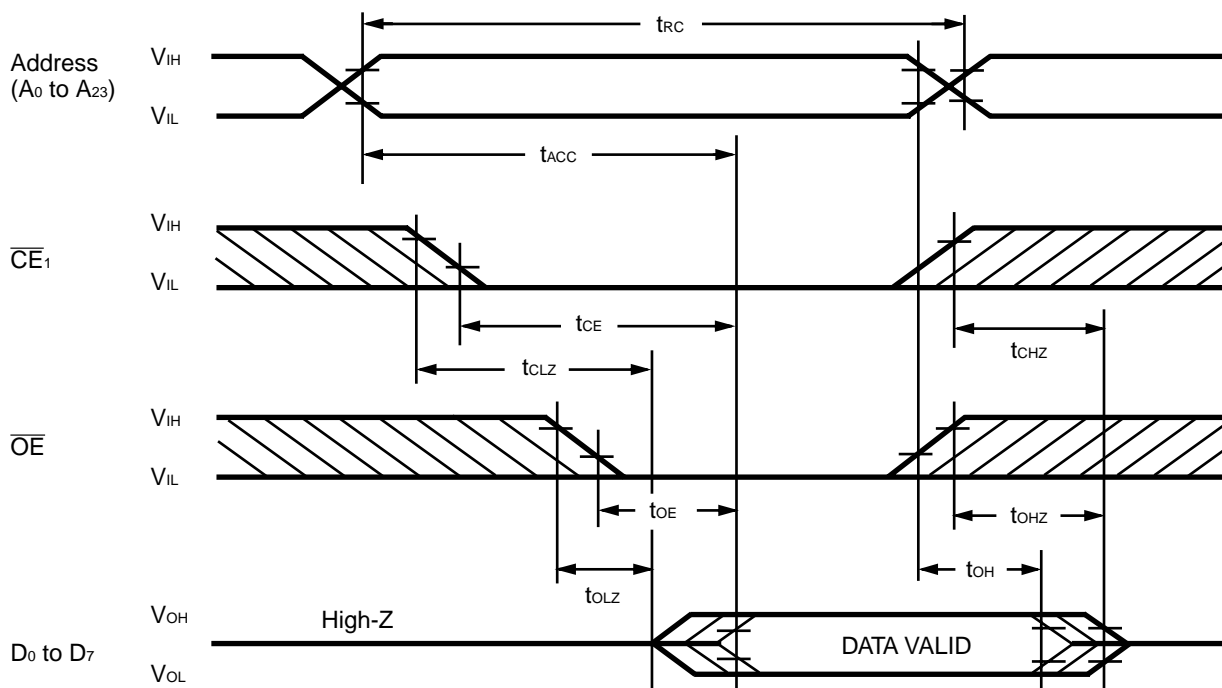 tRC
Address
(A0 to A23)
VIH
VIL
tACC
CE1
VIH
VIL
tCE
tCHZ
tCLZ
OE
VIH
VIL
tOE
tOHZ
tOH
tOLZ
D0 to D7
VOH
High-Z
DATA VALID
VOL